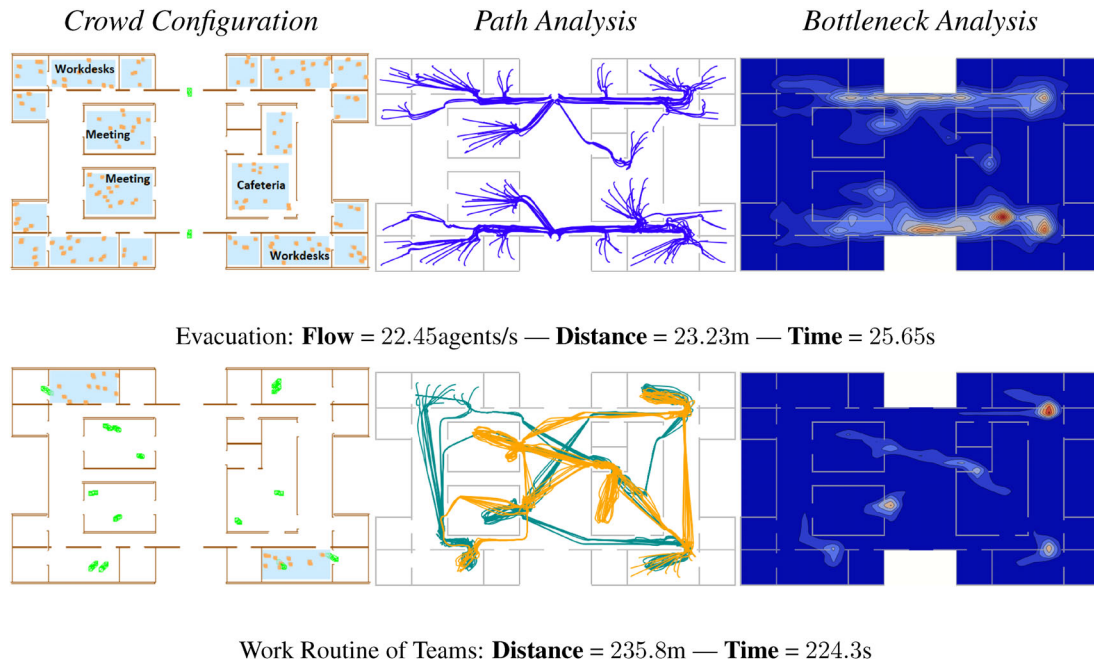 Crowd Configuration
Path Analysis
Bottleneck Analysis
Workdesks
Meeting
Meeting
Cafeteria
Workdesks
Evacuation: Flow = 22.45agents/s — Distance = 23.23m — Time = 25.65s
Work Routine of Teams: Distance = 235.8m — Time = 224.3s